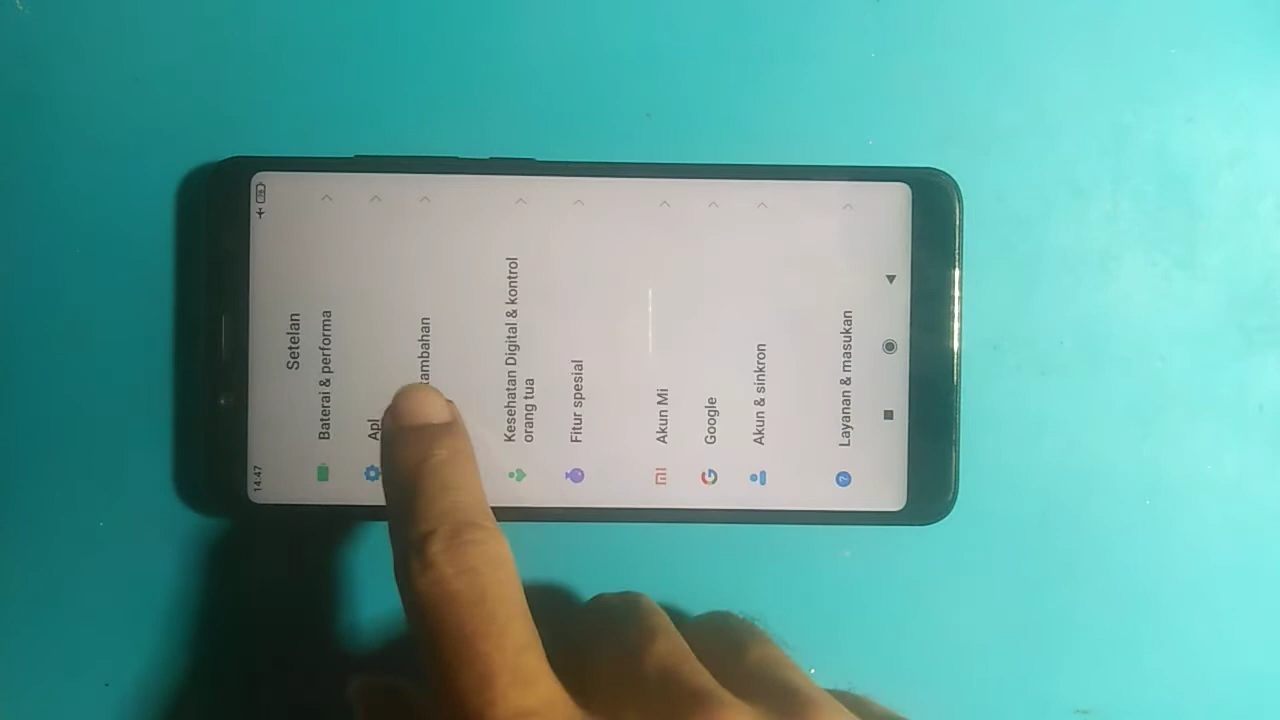 14:47
Setelan
Baterai & performa
Apl
ambahan
Kesehatan Digital & kontrol
orang tua
Fitur spesial
Akun Mi
Google
Akun & sinkron
Layanan & masukan